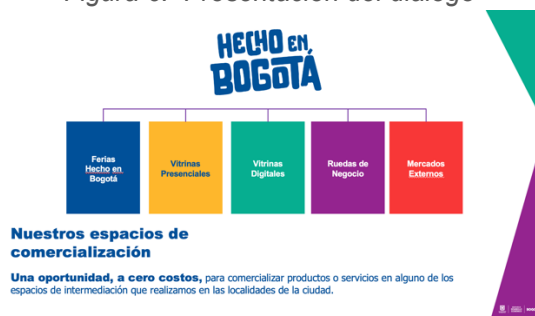 HECHO EN
BOGOTÁ
Ferias
Hecho en
Bogotá
Vitrinas
Presenciales
Vitrinas
Digitales
Ruedas de
Negocio
Mercados
Externos
Nuestros espacios de
comercialización
Una oportunidad, a cero costos, para comercializar productos o servicios en alguno de los
espacios de intermediación que realizamos en las localidades de la ciudad.